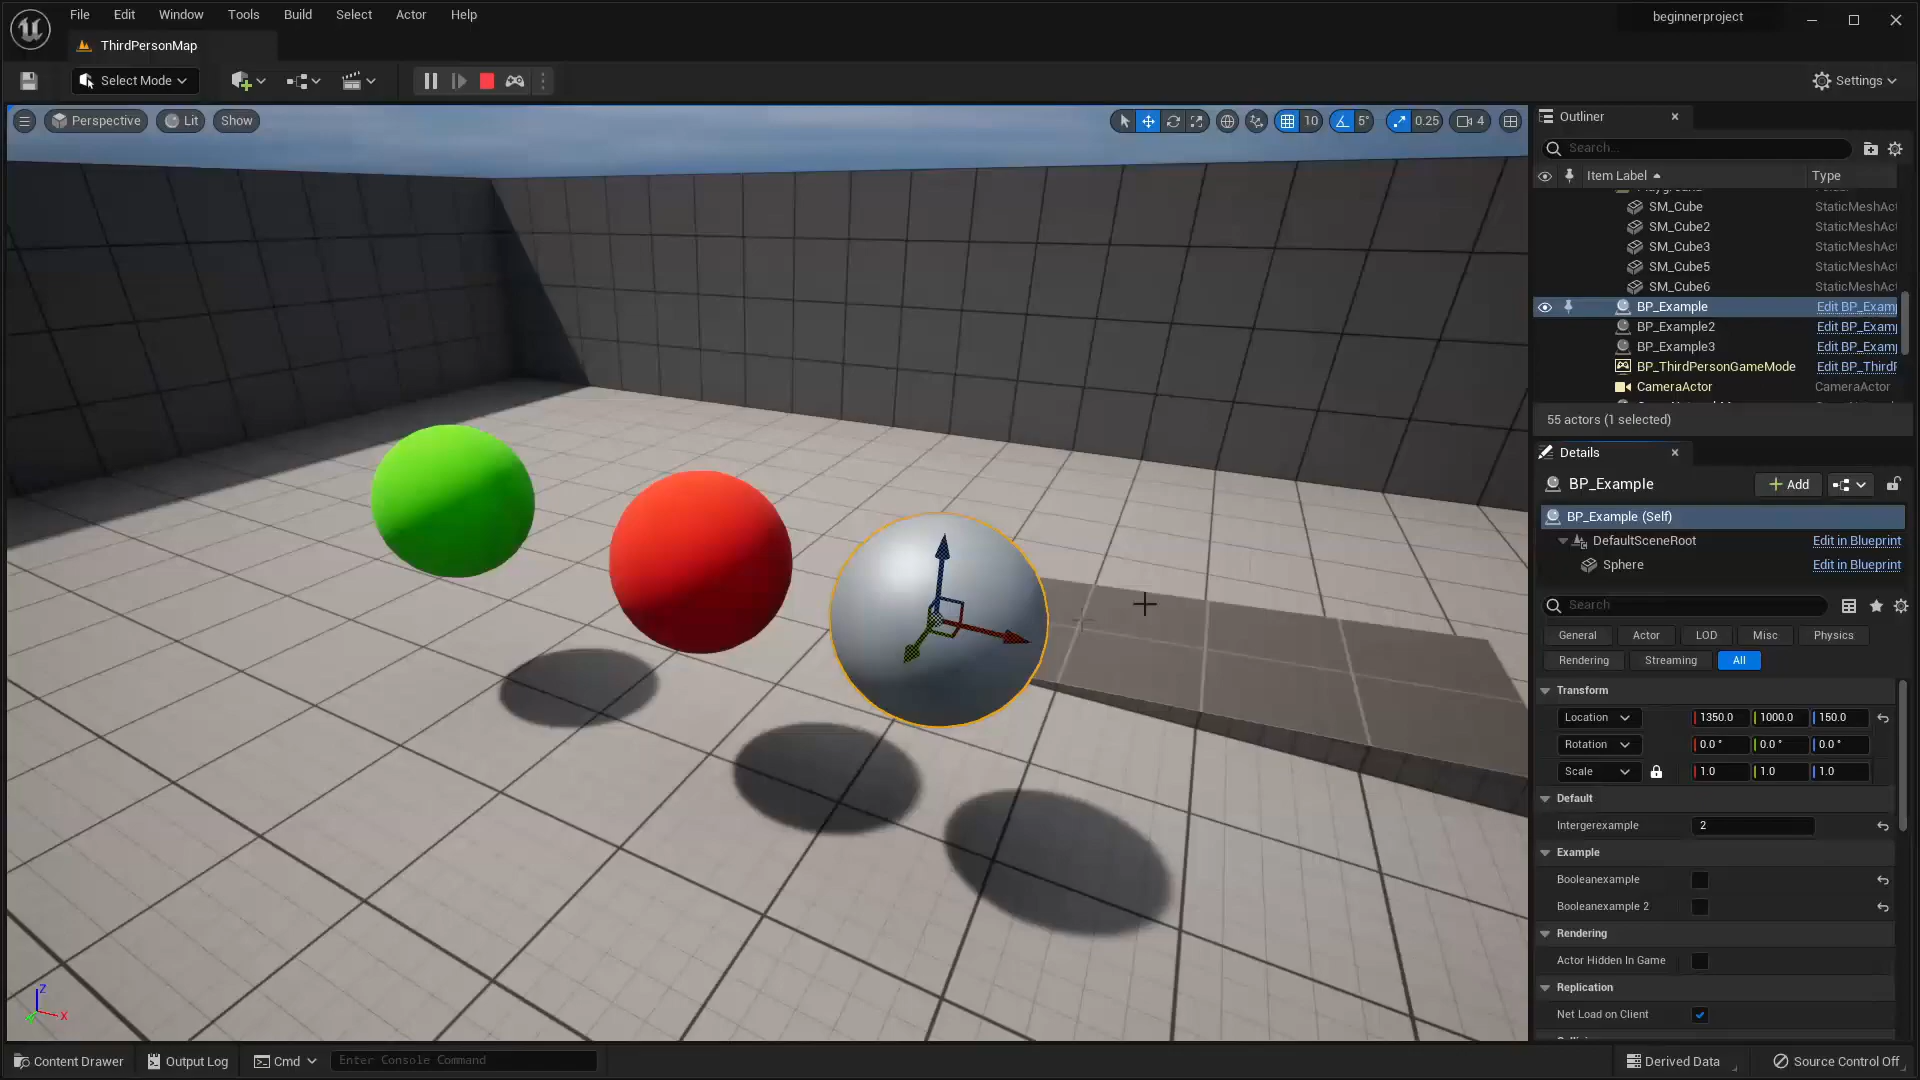 File Edit Window Tools Build Select Actor Help
beginnerproject
ThirdPersonMap
Select Mode
Settings
Perspective Lit Show
10 5° 0.25 4
Outliner
Search...
Item Label Type
SM_Cube StaticMeshAct
SM_Cube2 StaticMeshAct
SM_Cube3 StaticMeshAct
SM_Cube5 StaticMeshAct
SM_Cube6 StaticMeshAct
BP_Example Edit BP_Examp
BP_Example2 Edit BP_Examp
BP_Example3 Edit BP_Examp
BP_ThirdPersonGameMode Edit BP_ThirdP
CameraActor CameraActor
55 actors (1 selected)
Details
BP_Example
Add
BP_Example (Self)
DefaultSceneRoot Edit in Blueprint
Sphere Edit in Blueprint
Search
General Actor LOD Misc Physics
Rendering Streaming All
Transform
Location 1350.0 1000.0 150.0
Rotation 0.0 ° 0.0 ° 0.0 °
Scale 1.0 1.0 1.0
Default
Intergerexample 2
Example
Booleanexample
Booleanexample 2
Rendering
Actor Hidden In Game
Replication
Net Load on Client
Z
X
Content Drawer Output Log Cmd Enter Console Command
Derived Data Source Control Off